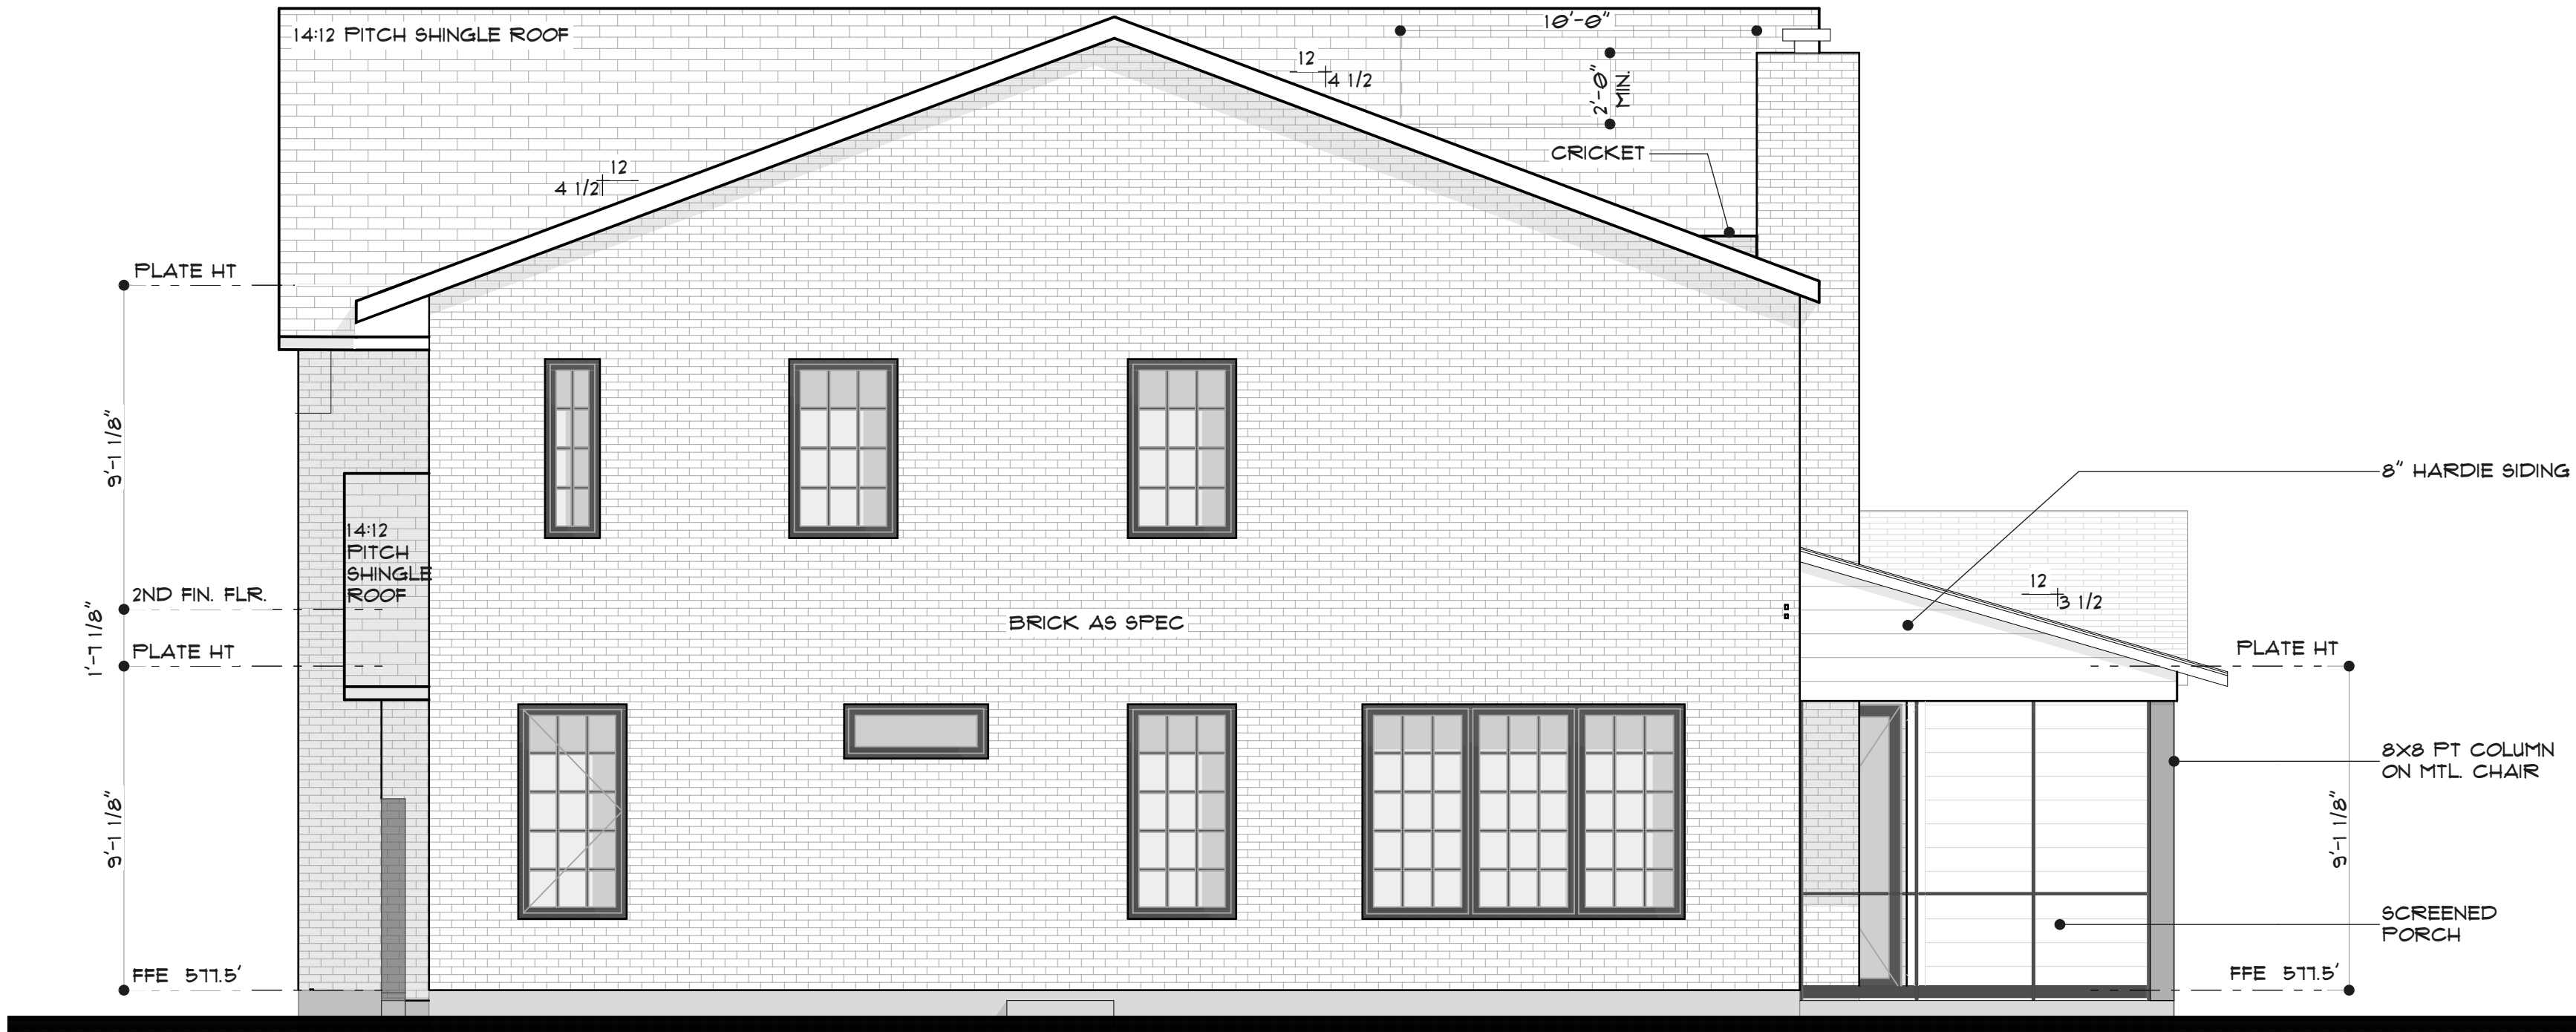 14:12 PITCH SHINGLE ROOF
10'-0"
12
4 1/2
2'-0"
MIN.
CRICKET
12
4 1/2
PLATE HT
9'-1 1/8"
8" HARDIE SIDING
14:12
PITCH
SHINGLE
ROOF
2ND FIN. FLR.
12
3 1/2
BRICK AS SPEC
1'-7 1/8"
PLATE HT
PLATE HT
8X8 PT COLUMN
ON MTL. CHAIR
9'-1 1/8"
9'-1 1/8"
SCREENED
PORCH
FFE 577.5'
FFE 577.5'